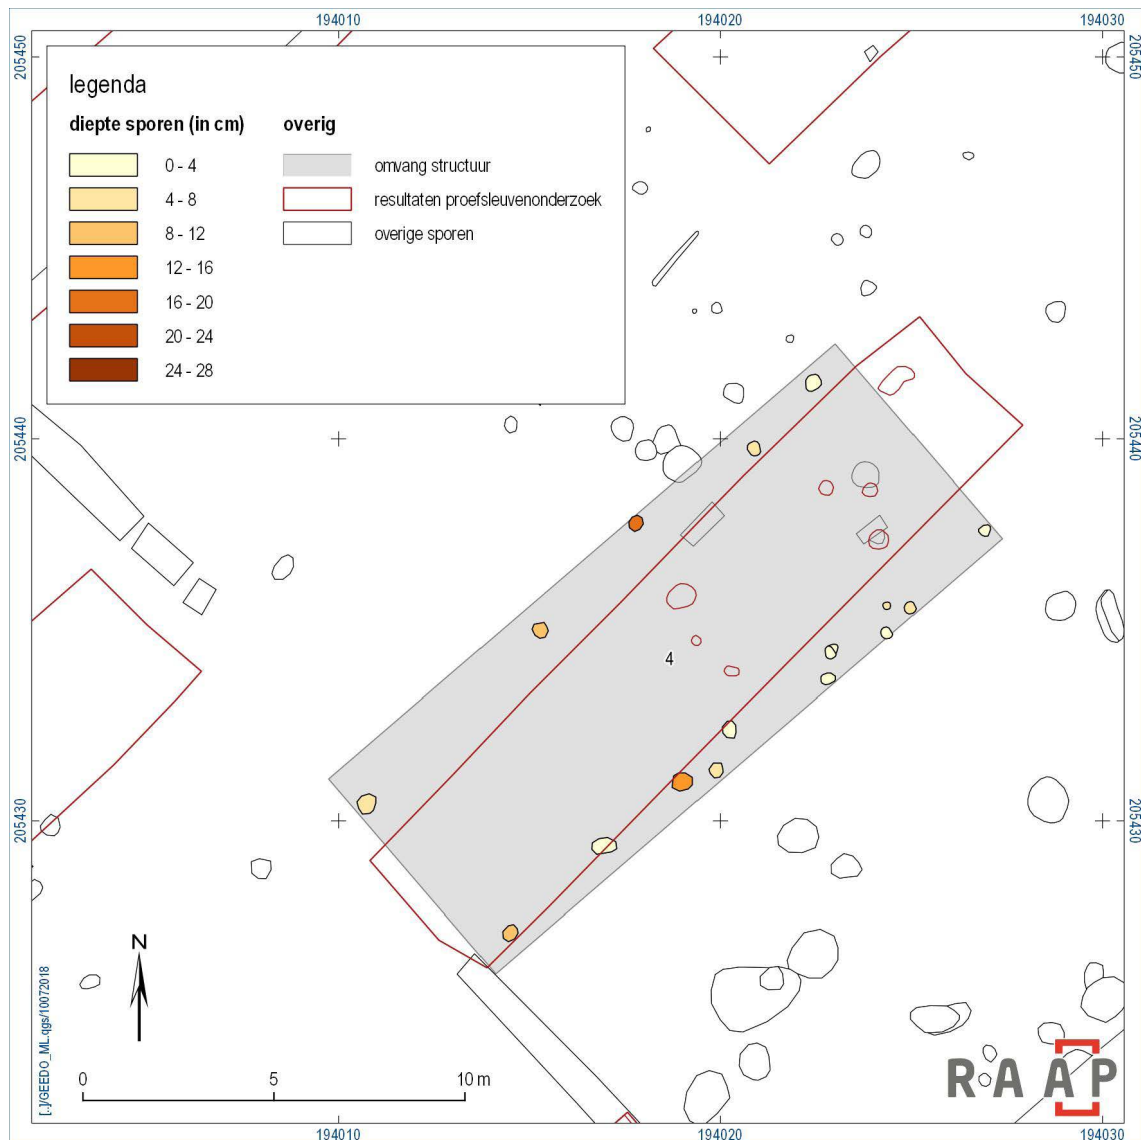 194010 194020 194030
205450 205450
legenda
diepte sporen (in cm) overig
0 - 4 omvang structuur
4 - 8 resultaten proefsleuvenonderzoek
8 - 12 overige sporen
12 - 16
16 - 20
20 - 24
24 - 28
205440 205440
4
205430 205430
N
[..]/GEEDO_ML.qgs/10072018
0 5 10 m
RAAP
194010 194020 194030